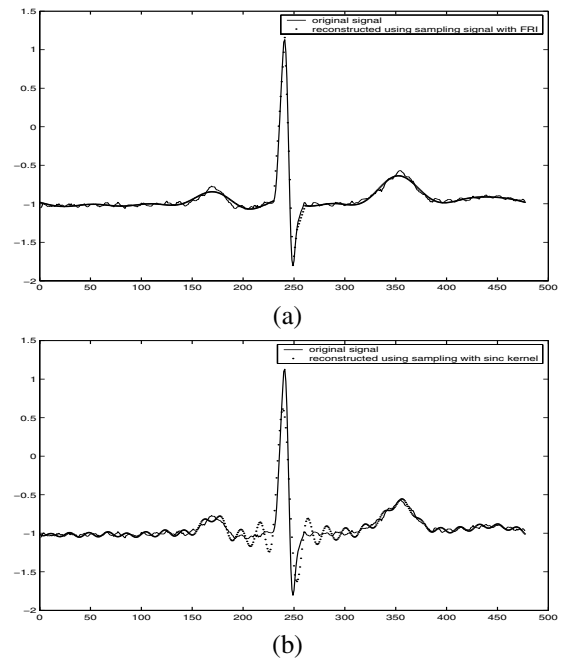 1.5
original signal
reconstructed using sampling signal with FRI
1
0.5
0
−0.5
−1
−1.5
−2
0 50 100 150 200 250 300 350 400 450 500
(a)
1.5
original signal
reconstructed using sampling with sinc kernel
1
0.5
0
−0.5
−1
−1.5
−2
0 50 100 150 200 250 300 350 400 450 500
(b)